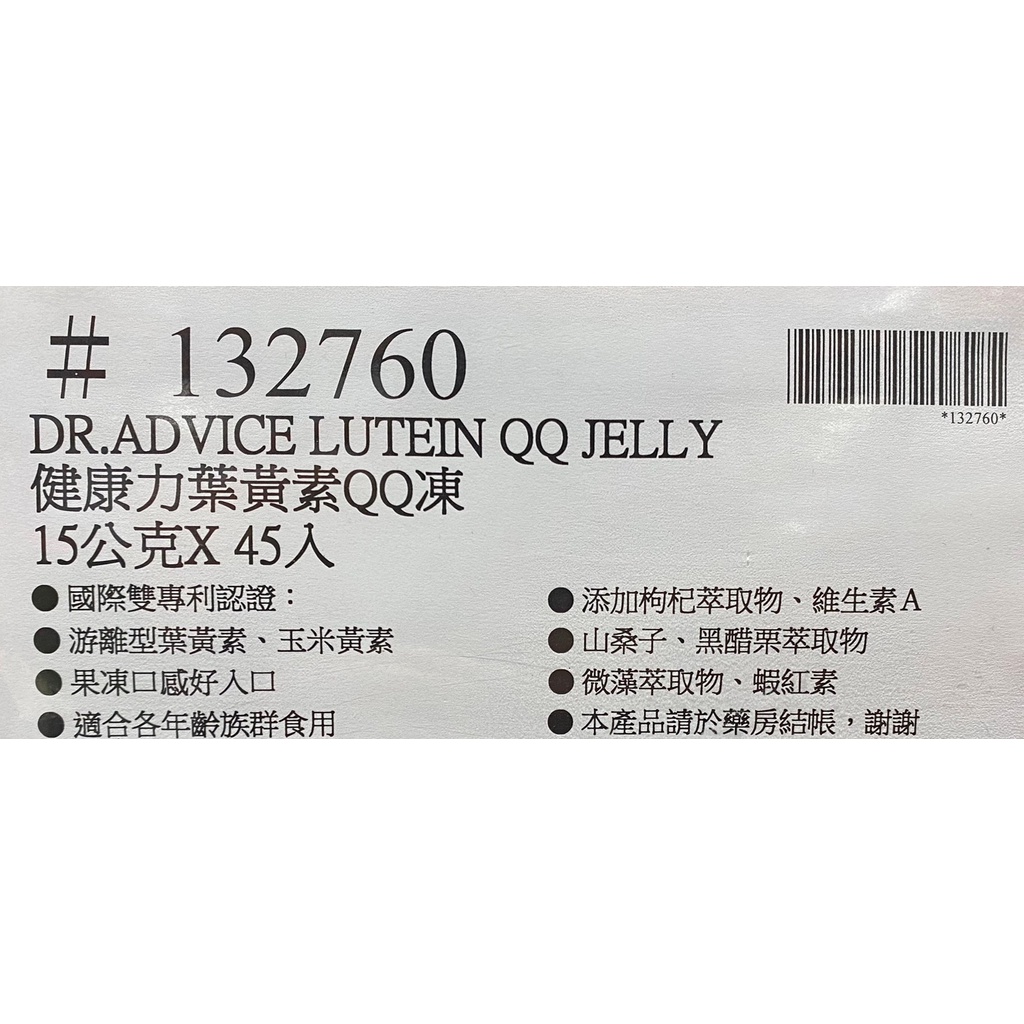 # 132760
*132760*
DR.ADVICE LUTEIN QQ JELLY
健康力葉黃素QQ凍
15公克X 45入
●國際雙專利認證：
●游離型葉黃素、玉米黃素
●果凍口感好入口
●適合各年齡族群食用
●添加枸杞萃取物、維生素A
●山桑子、黑醋栗萃取物
●微藻萃取物、蝦紅素
●本產品請於藥房結帳，謝謝